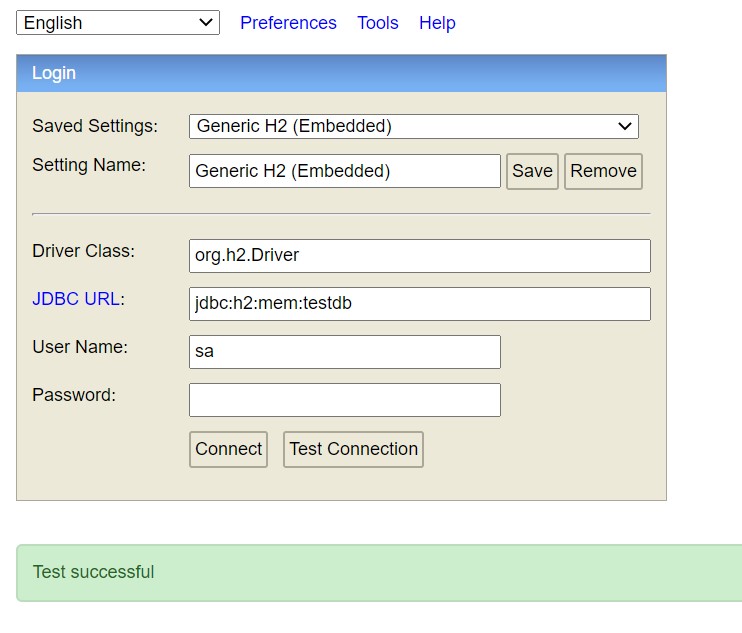 English Preferences Tools Help
Login
Saved Settings: Generic H2 (Embedded)
Setting Name: Generic H2 (Embedded) Save Remove
Driver Class: org.h2.Driver
JDBC URL: jdbc:h2:mem:testdb
User Name: sa
Password:
Connect Test Connection
Test successful